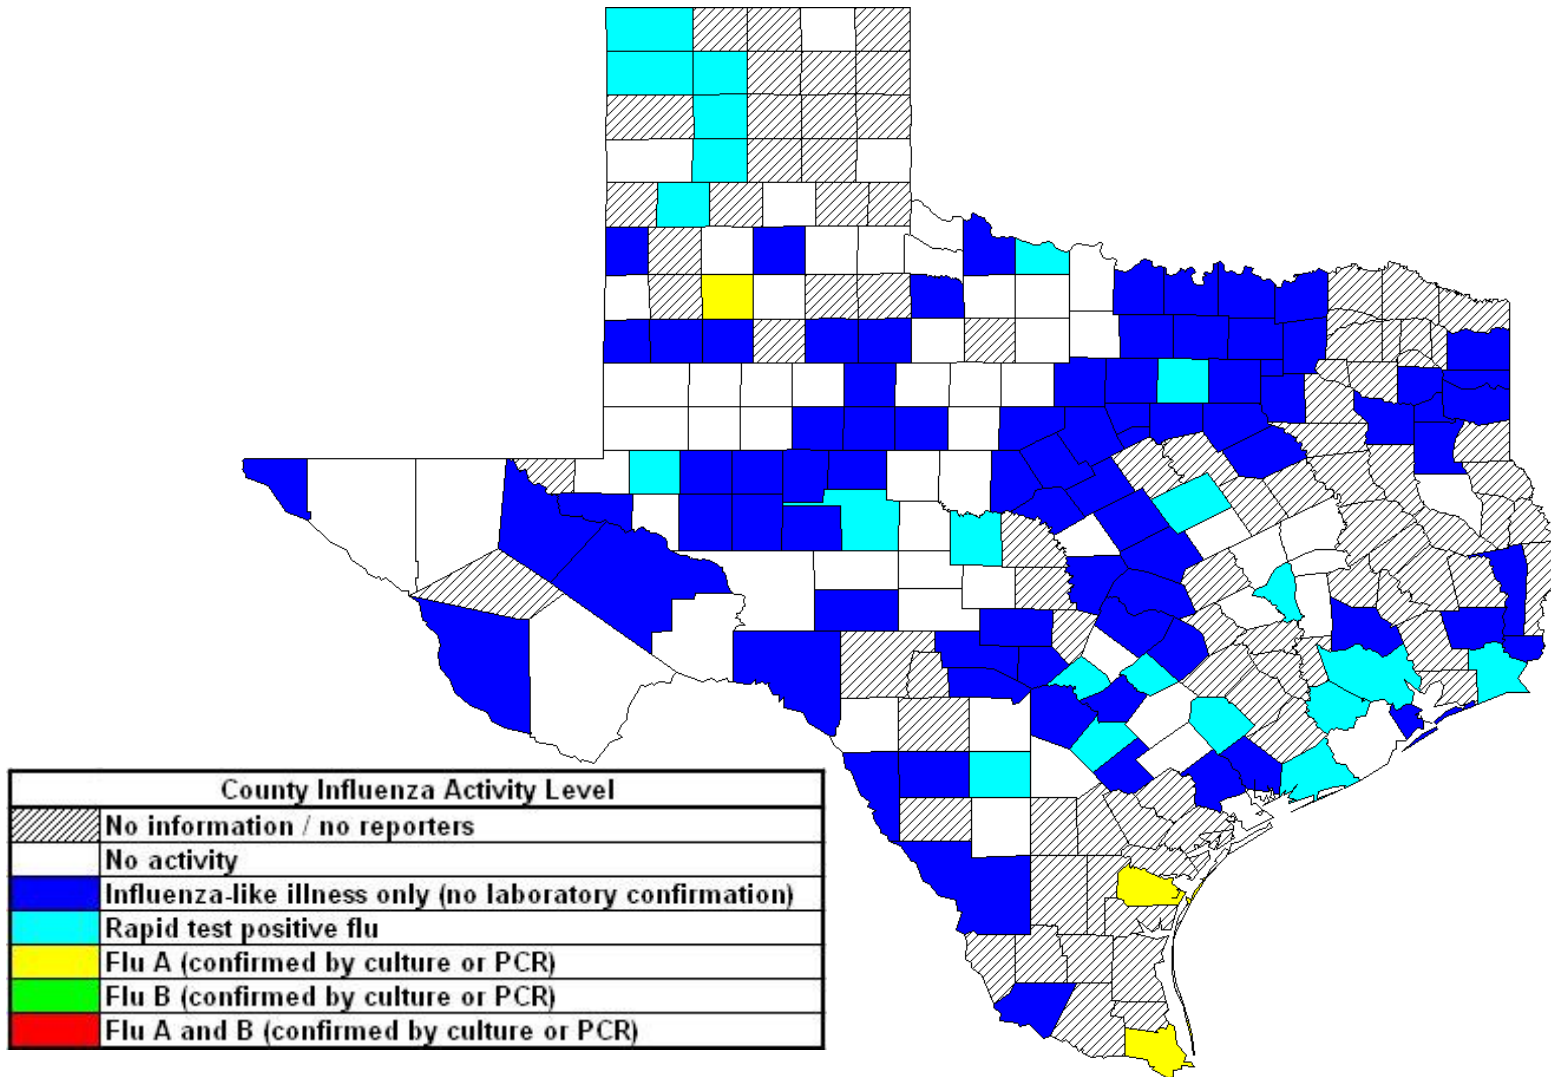 County Influenza Activity Level
No information / no reporters
No activity
Influenza-like illness only (no laboratory confirmation)
Rapid test positive flu
Flu A (confirmed by culture or PCR)
Flu B (confirmed by culture or PCR)
Flu A and B (confirmed by culture or PCR)